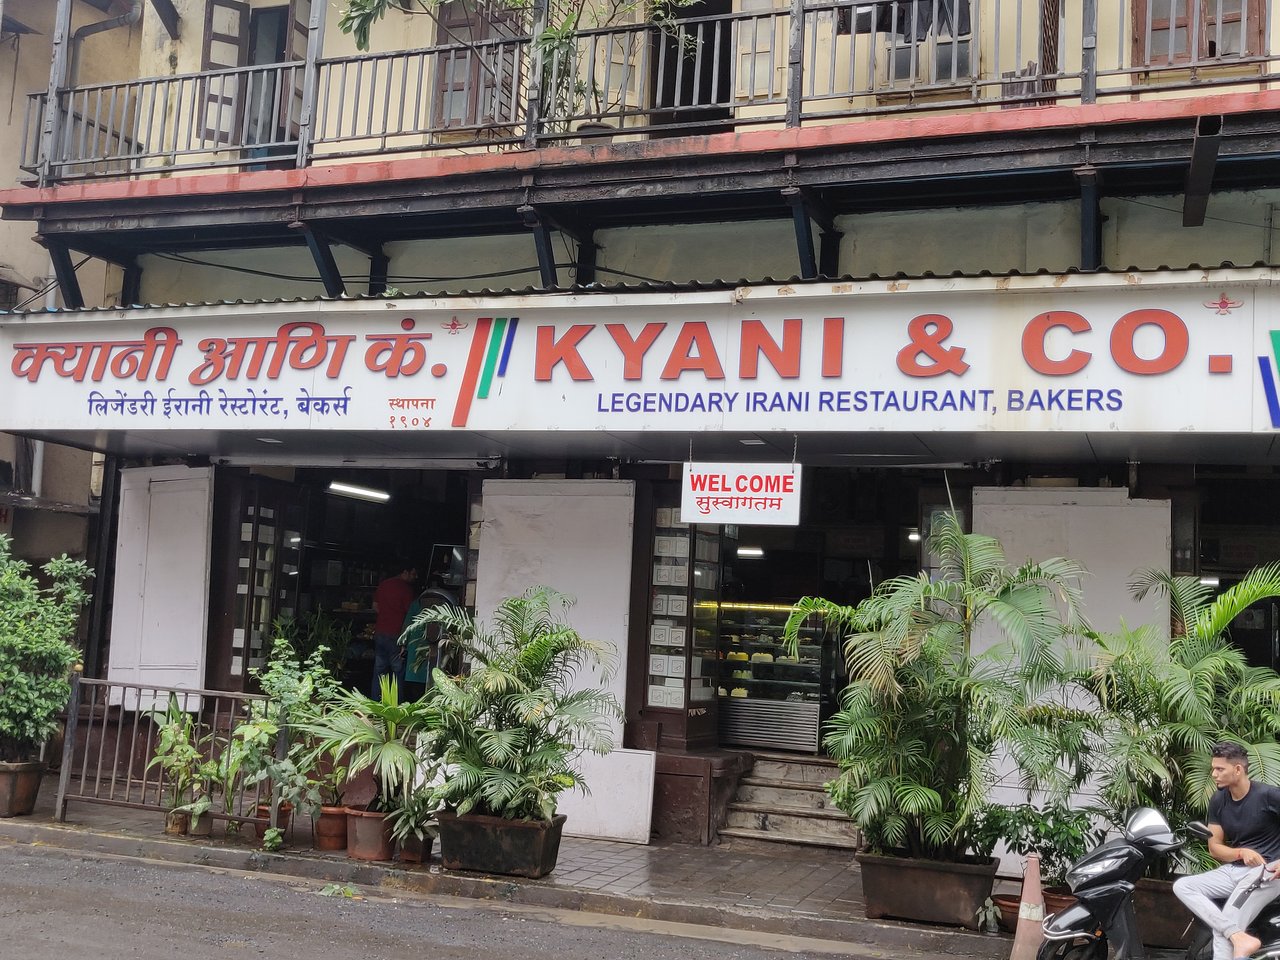 क्यानी आणि कं.
लिजेंडरी ईरानी रेस्टोरंट, बेकर्स
स्थापना
१९०४
KYANI & CO.
LEGENDARY IRANI RESTAURANT, BAKERS
WELCOME
सुस्वागतम